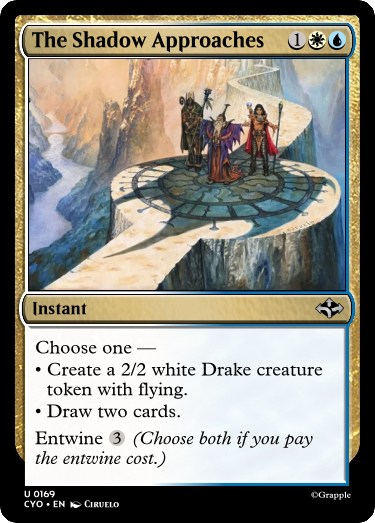 The Shadow Approaches 1
Instant
Choose one —
• Create a 2/2 white Drake creature
token with flying.
• Draw two cards.
Entwine 3 (Choose both if you pay
the entwine cost.)
U 0169
CYO • EN Ciruelo
©Grapple